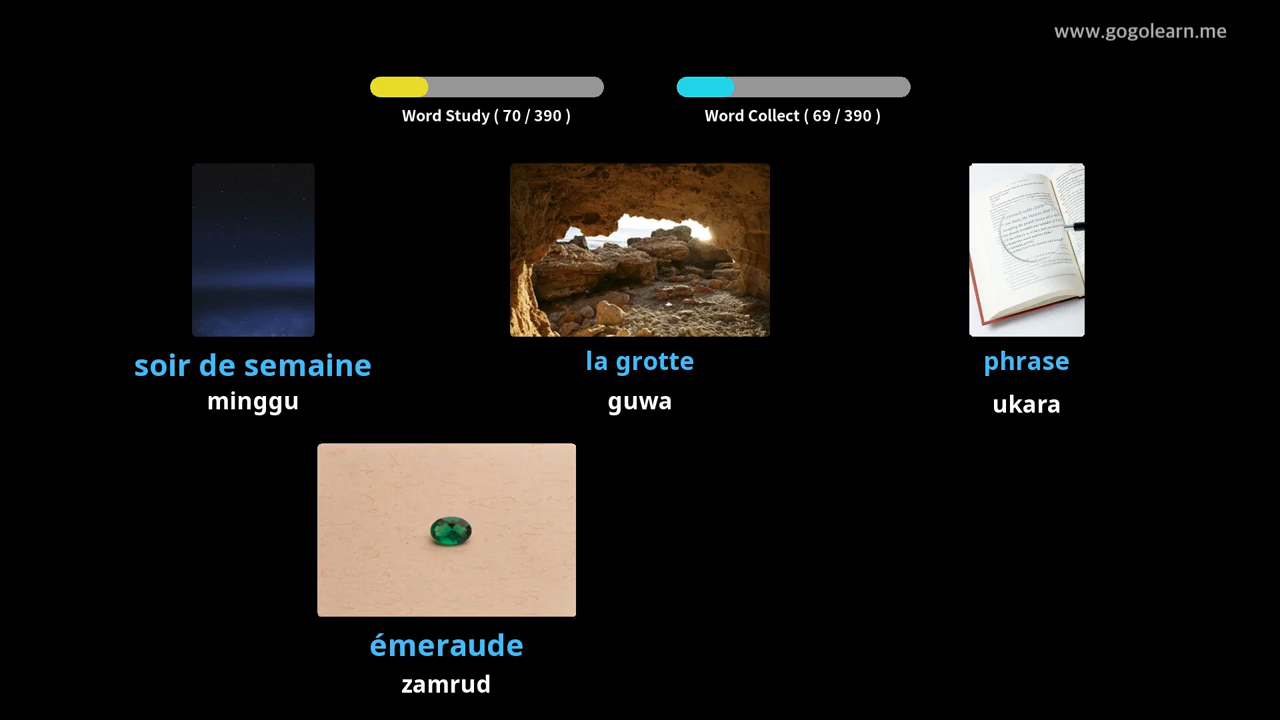 www.gogolearn.me
Word Study ( 70 / 390 )
Word Collect ( 69 / 390 )
soir de semaine
minggu
la grotte
guwa
phrase
ukara
émeraude
zamrud